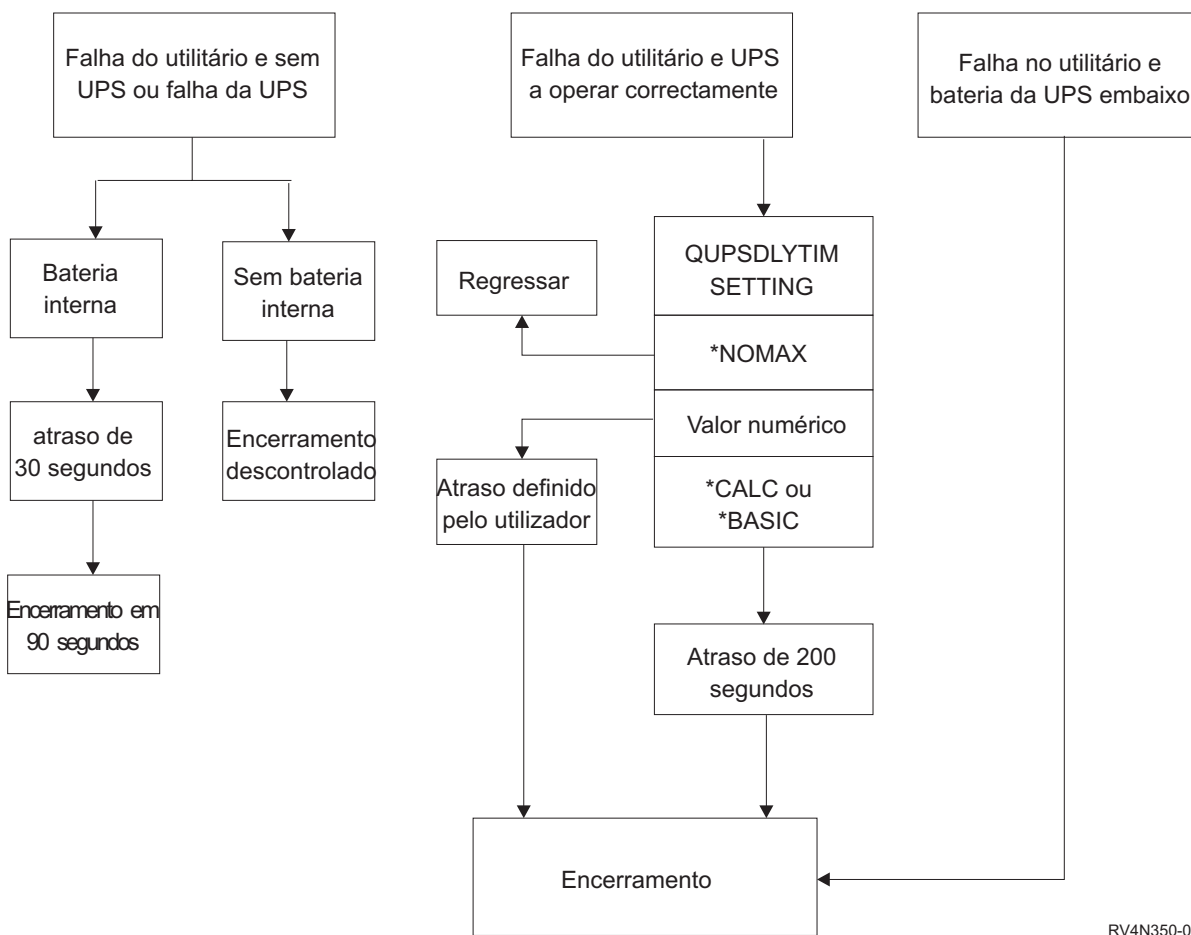 Falha do utilitário e sem
UPS ou falha da UPS
Falha do utilitário e UPS
a operar correctamente
Falha no utilitário e
bateria da UPS embaixo
Bateria
interna
Sem bateria
interna
Regressar
QUPSDLYTIM
SETTING
*NOMAX
Valor numérico
*CALC ou
*BASIC
atraso de
30 segundos
Encerramento
descontrolado
Atraso definido
pelo utilizador
Encerramento em
90 segundos
Atraso de 200
segundos
Encerramento
RV4N350-0